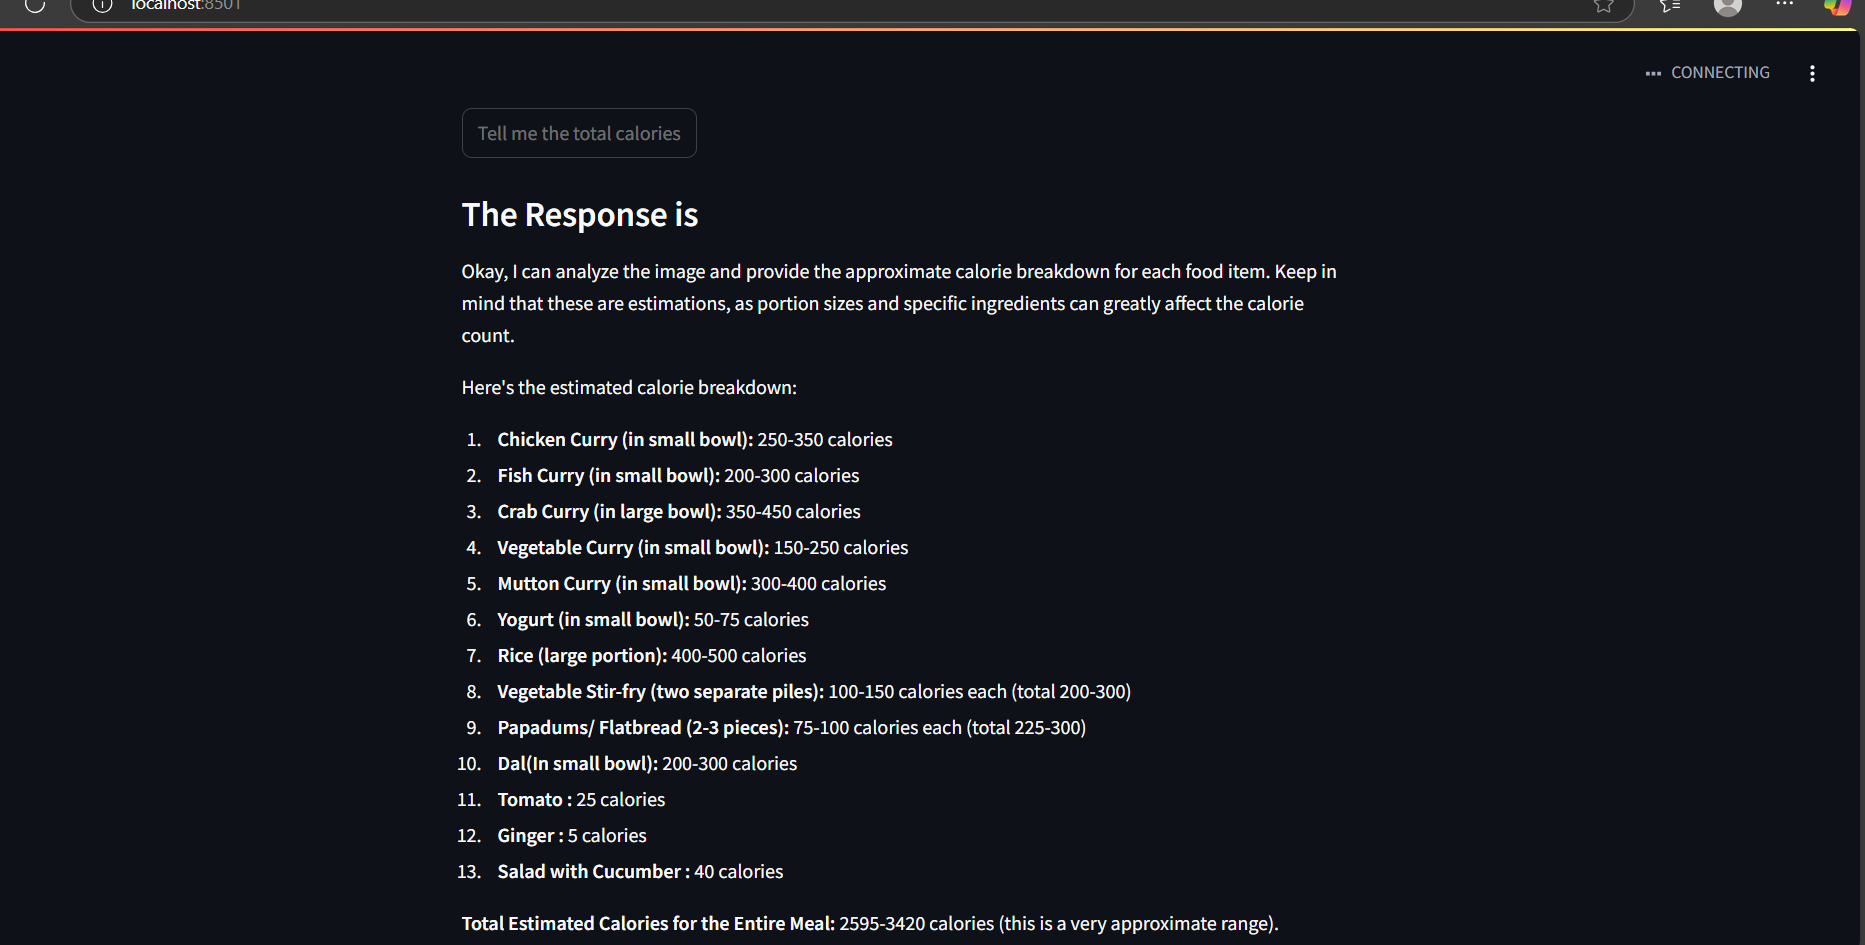 localhost:8501
CONNECTING
Tell me the total calories
The Response is
Okay, I can analyze the image and provide the approximate calorie breakdown for each food item. Keep in
mind that these are estimations, as portion sizes and specific ingredients can greatly affect the calorie
count.
Here's the estimated calorie breakdown:
1. Chicken Curry (in small bowl): 250-350 calories
2. Fish Curry (in small bowl): 200-300 calories
3. Crab Curry (in large bowl): 350-450 calories
4. Vegetable Curry (in small bowl): 150-250 calories
5. Mutton Curry (in small bowl): 300-400 calories
6. Yogurt (in small bowl): 50-75 calories
7. Rice (large portion): 400-500 calories
8. Vegetable Stir-fry (two separate piles): 100-150 calories each (total 200-300)
9. Papadums/ Flatbread (2-3 pieces): 75-100 calories each (total 225-300)
10. Dal(In small bowl): 200-300 calories
11. Tomato : 25 calories
12. Ginger : 5 calories
13. Salad with Cucumber : 40 calories
Total Estimated Calories for the Entire Meal: 2595-3420 calories (this is a very approximate range).